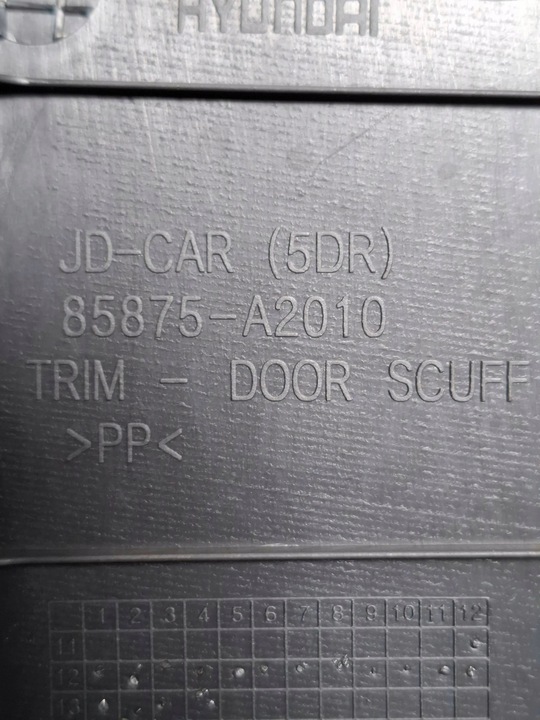 HYUNDAI
JD-CAR (5DR)
85875-A2010
TRIM - DOOR SCUFF
>PP<
1 2 3 4 5 6 7 8 9 10 11 12
11
12
13